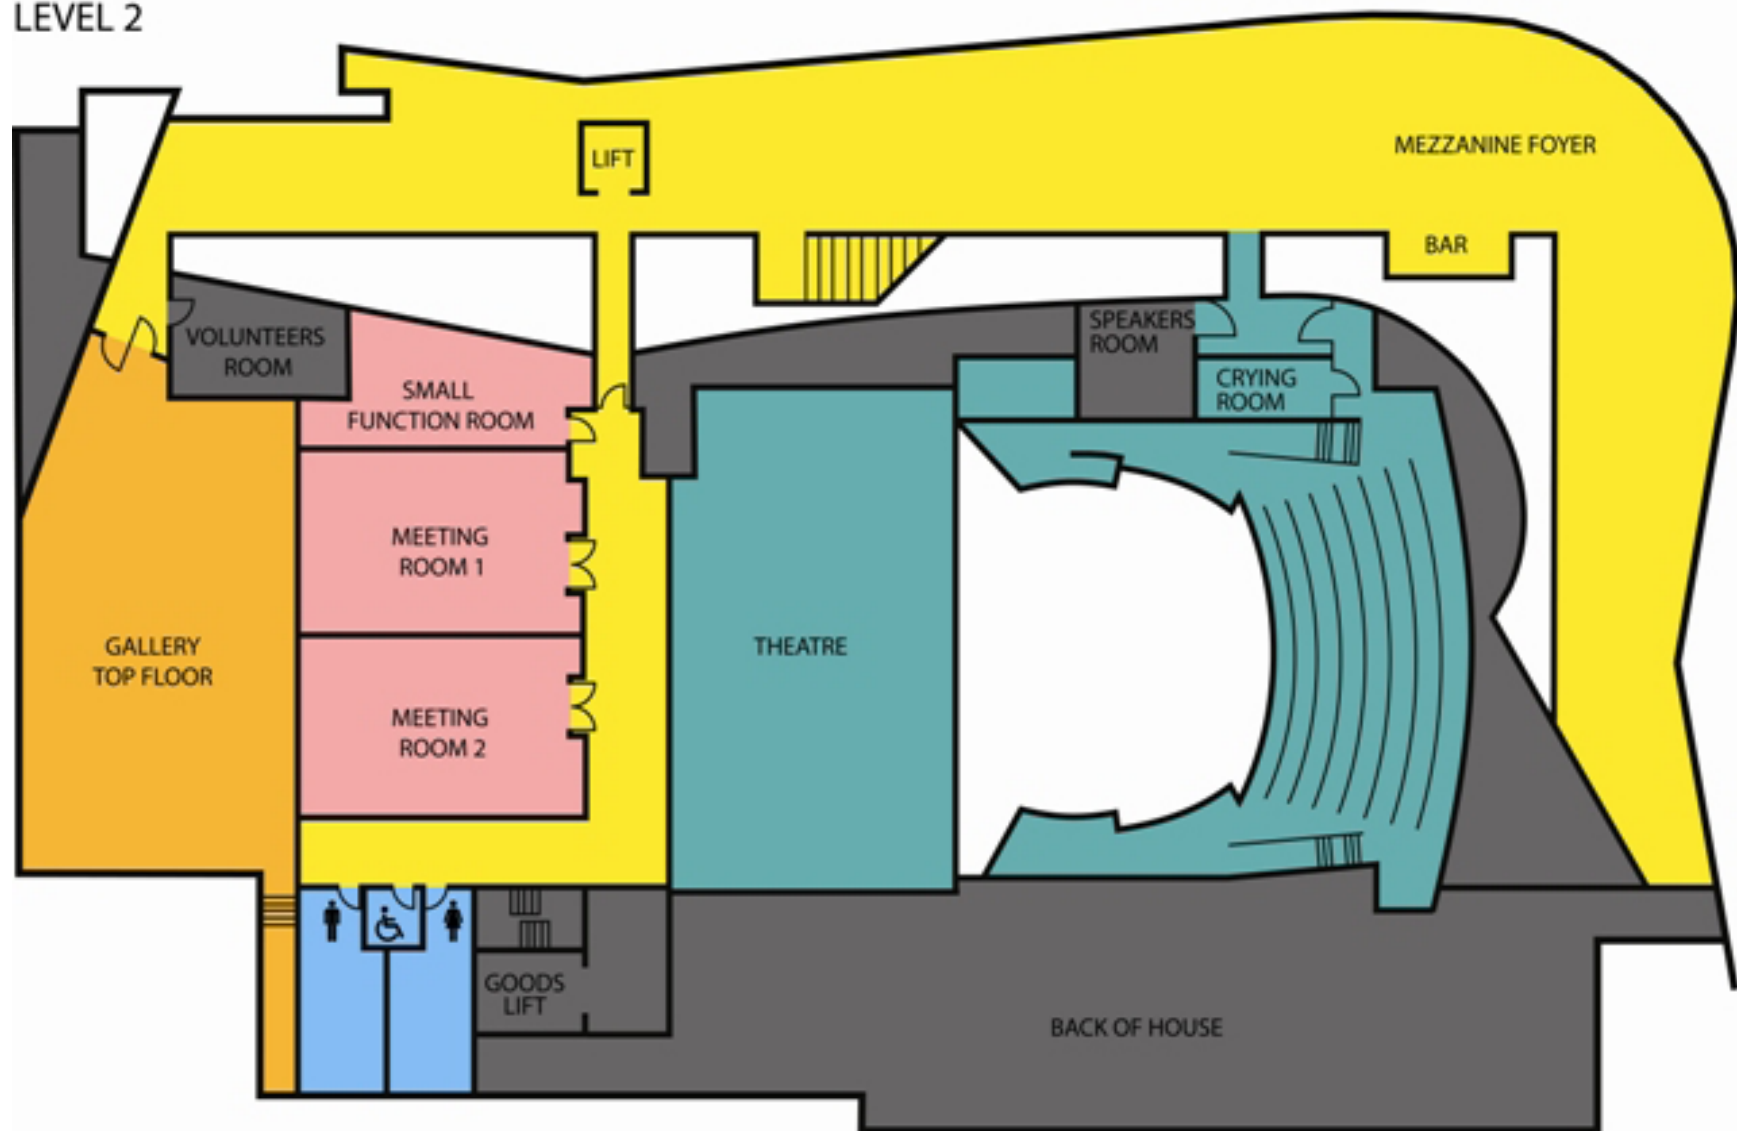 LEVEL 2
LIFT
MEZZANINE FOYER
BAR
VOLUNTEERS
ROOM
SPEAKERS
ROOM
SMALL
FUNCTION ROOM
CRYING
ROOM
MEETING
ROOM 1
GALLERY
TOP FLOOR
THEATRE
MEETING
ROOM 2
GOODS
LIFT
BACK OF HOUSE